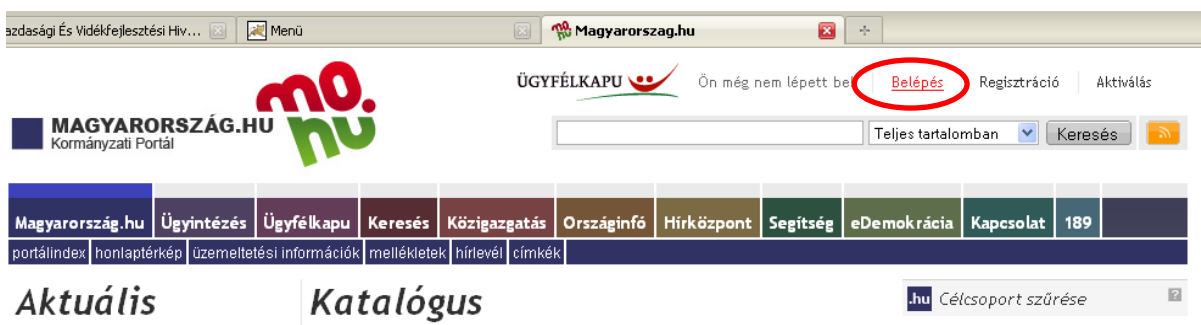 azdasági És Vidékfejlesztési Hiv... Menü Magyarorszag.hu
ÜGYFÉLKAPU Ön még nem lépett be! Belépés Regisztráció Aktiválás
mo.hu
MAGYARORSZÁG.HU
Kormányzati Portál
Teljes tartalomban Keresés
Magyarország.hu Ügyintézés Ügyfélkapu Keresés Közigazgatás Országinfó Hírközpont Segítség eDemokrácia Kapcsolat 189
portálindex honlaptérkép üzemeltetési információk mellékletek hírlevél címkék
Aktuális Katalógus .hu Célcsoport szűrése ?